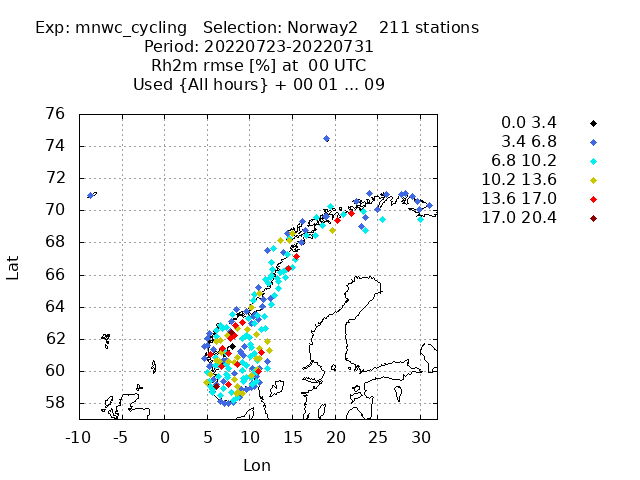 Exp: mnwc_cycling Selection: Norway2 211 stations
Period: 20220723-20220731
Rh2m rmse [%] at 00 UTC
Used {All hours} + 00 01 ... 09
0.0 3.4
3.4 6.8
6.8 10.2
10.2 13.6
13.6 17.0
17.0 20.4
76
74
72
70
68
66
64
62
60
58
Lat
-10 -5 0 5 10 15 20 25 30
Lon